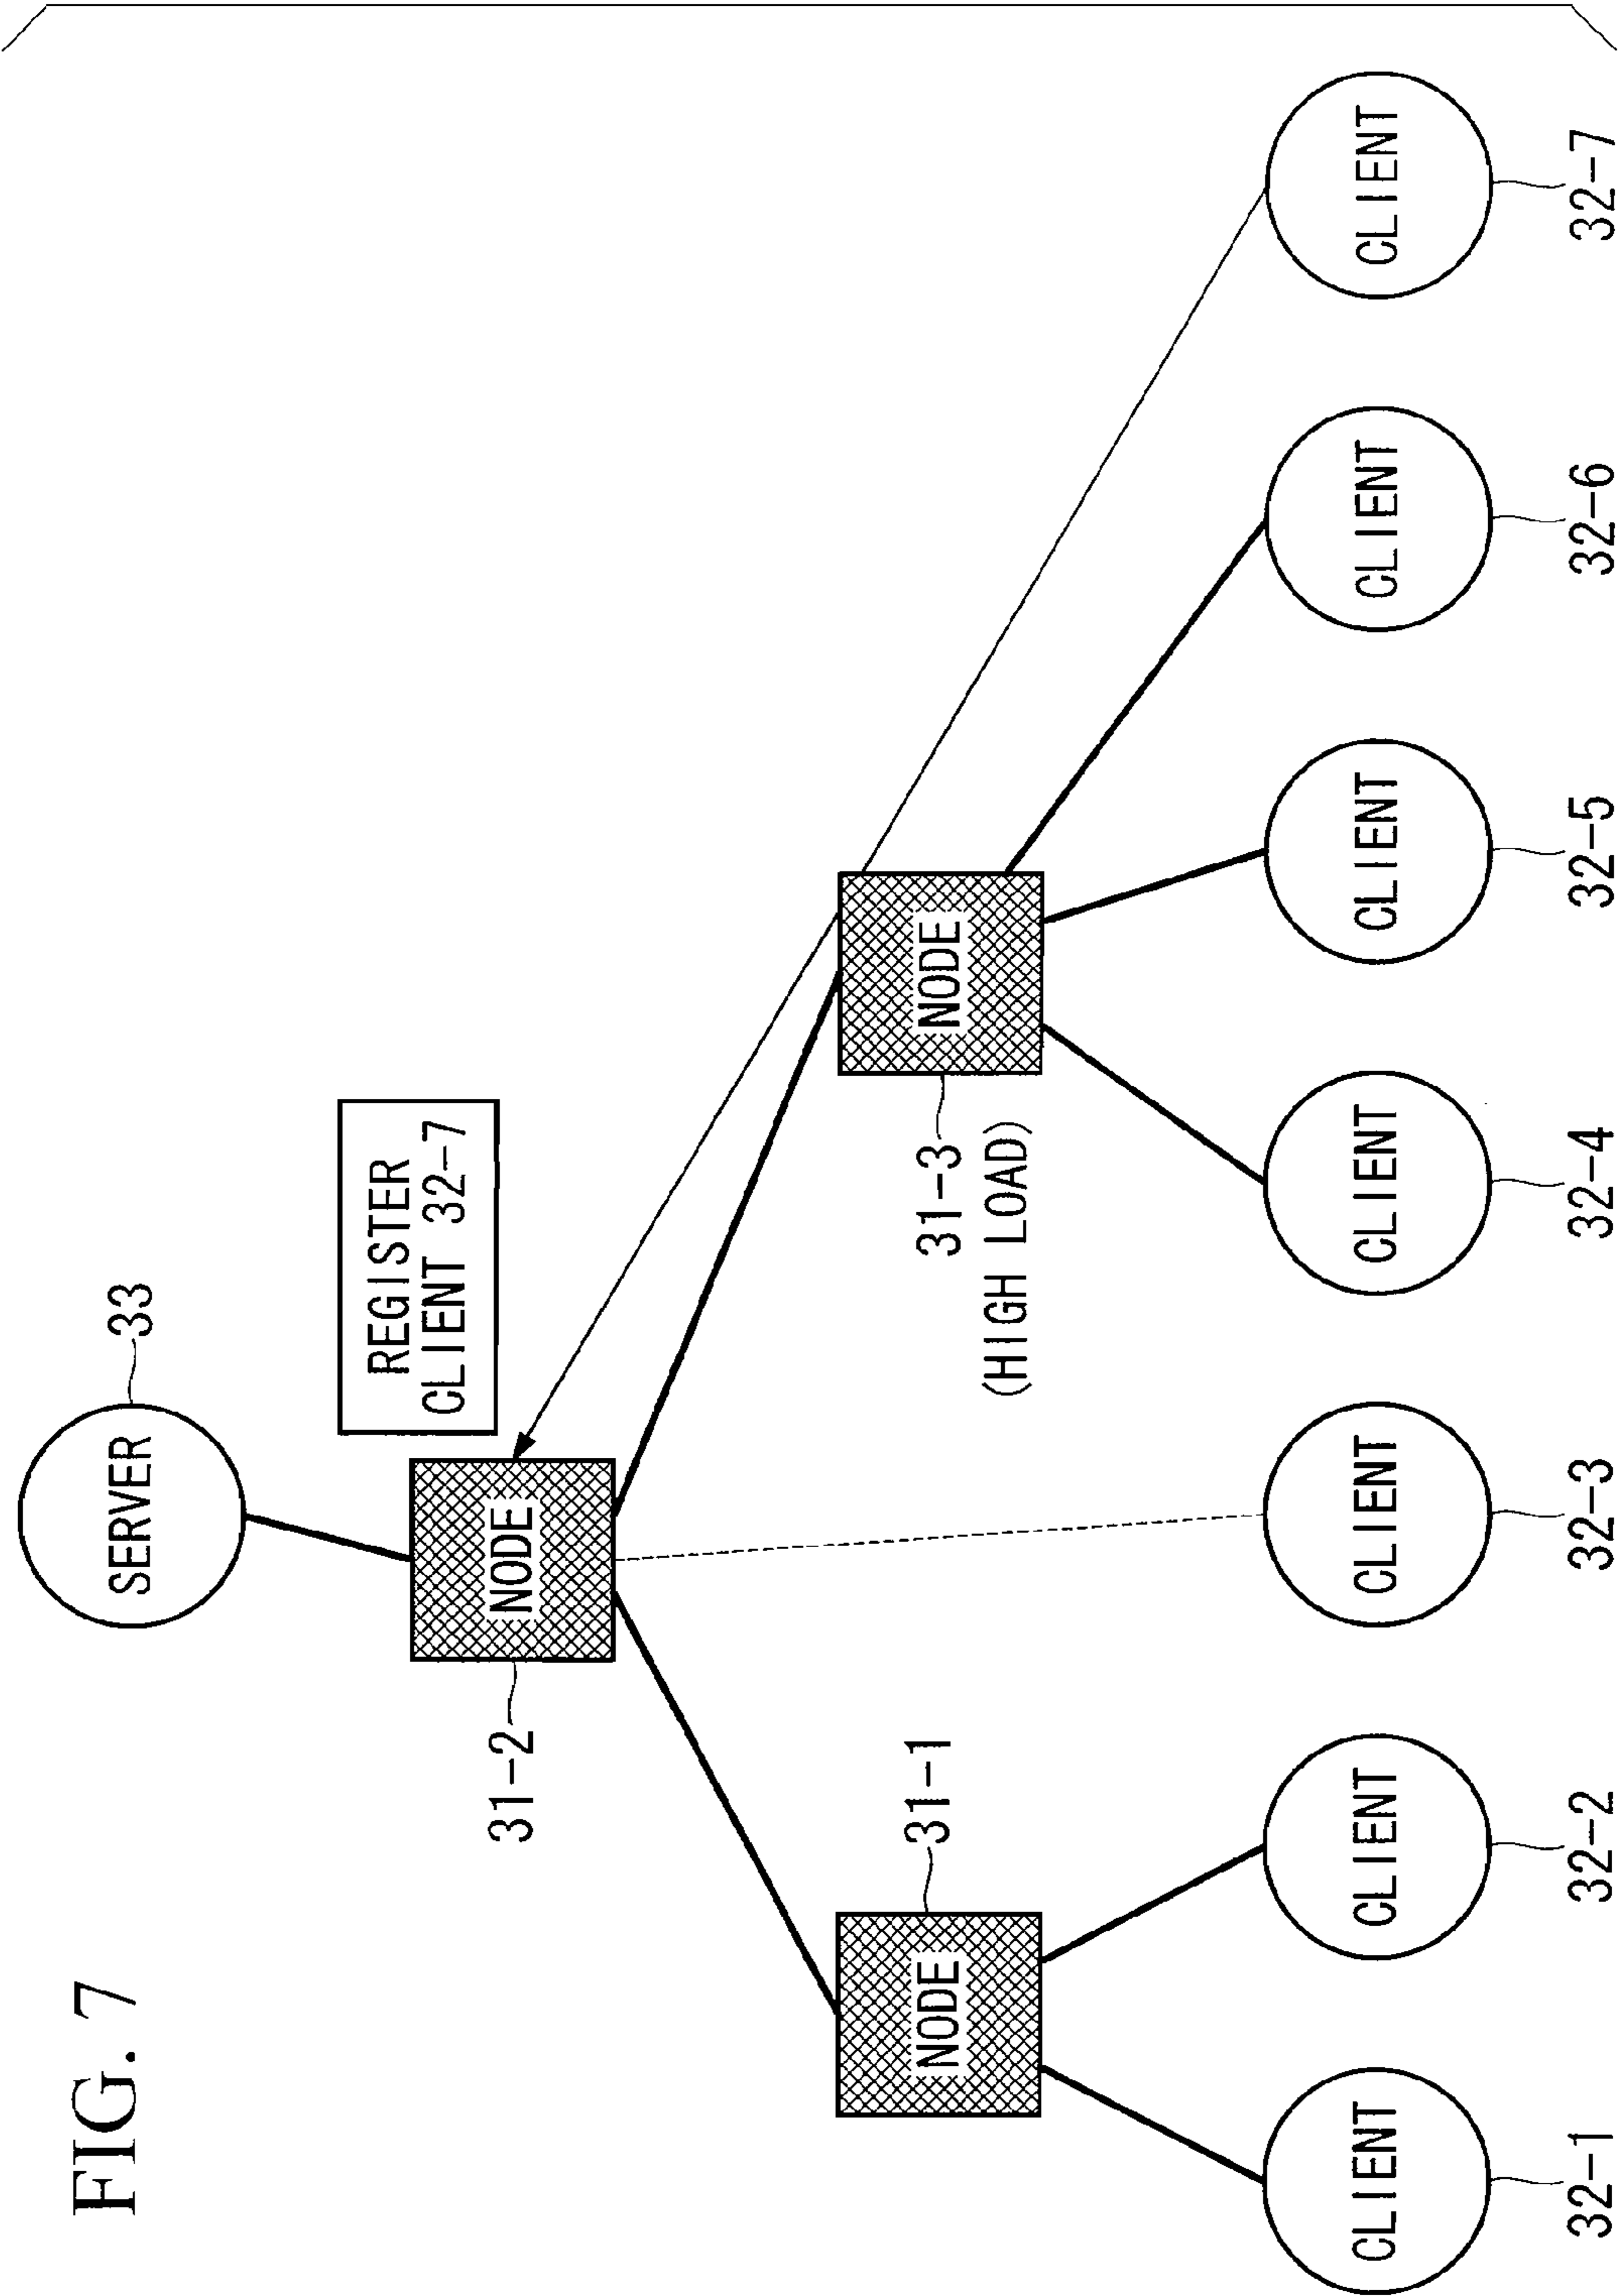 FIG. 7
SERVER
33
REGISTER
CLIENT 32-7
NODE
31-2
NODE
31-1
NODE
31-3
(HIGH LOAD)
CLIENT
CLIENT
CLIENT
CLIENT
CLIENT
CLIENT
CLIENT
32-1
32-2
32-3
32-4
32-5
32-6
32-7